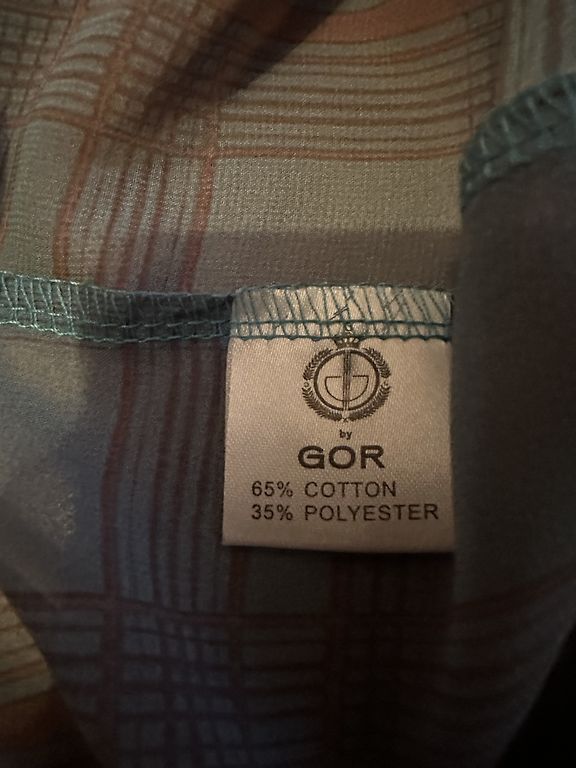 by
GOR
65% COTTON
35% POLYESTER